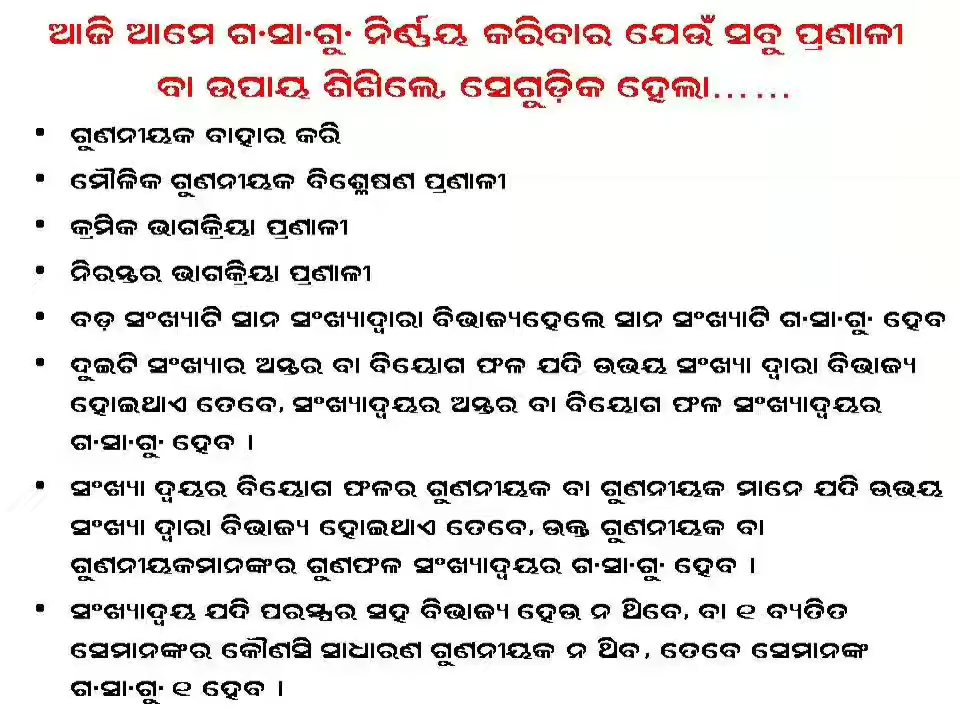 ଆଜି ଆମେ ଗ·ସା·ଗୁ· ନିର୍ଣ୍ଣୟ କରିବାର ଯେଉଁ ସବୁ ପ୍ରଣାଳୀ
ବା ଉପାୟ ଶିଖିଲେ, ସେଗୁଡ଼ିକ ହେଲା……
• ଗୁଣନୀୟକ ବାହାର କରି
• ମୌଳିକ ଗୁଣନୀୟକ ବିଶ୍ଳେଷଣ ପ୍ରଣାଳୀ
• କ୍ରମିକ ଭାଗକ୍ରିୟା ପ୍ରଣାଳୀ
• ନିରନ୍ତର ଭାଗକ୍ରିୟା ପ୍ରଣାଳୀ
• ବଡ଼ ସଂଖ୍ୟାଟି ସାନ ସଂଖ୍ୟାଦ୍ୱାରା ବିଭାଜ୍ୟହେଲେ ସାନ ସଂଖ୍ୟାଟି ଗ·ସା·ଗୁ· ହେବ
• ଦୁଇଟି ସଂଖ୍ୟାର ଅନ୍ତର ବା ବିୟୋଗ ଫଳ ଯଦି ଉଭୟ ସଂଖ୍ୟା ଦ୍ୱାରା ବିଭାଜ୍ୟ
ହୋଇଥାଏ ତେବେ, ସଂଖ୍ୟାଦ୍ୱୟର ଅନ୍ତର ବା ବିୟୋଗ ଫଳ ସଂଖ୍ୟାଦ୍ୱୟର
ଗ·ସା·ଗୁ· ହେବ ।
• ସଂଖ୍ୟା ଦ୍ୱୟର ବିୟୋଗ ଫଳର ଗୁଣନୀୟକ ବା ଗୁଣନୀୟକ ମାନେ ଯଦି ଉଭୟ
ସଂଖ୍ୟା ଦ୍ୱାରା ବିଭାଜ୍ୟ ହୋଇଥାଏ ତେବେ, ଉକ୍ତ ଗୁଣନୀୟକ ବା
ଗୁଣନୀୟକମାନଙ୍କର ଗୁଣଫଳ ସଂଖ୍ୟାଦ୍ୱୟର ଗ·ସା·ଗୁ· ହେବ ।
• ସଂଖ୍ୟାଦ୍ୱୟ ଯଦି ପରସ୍ପର ସହ ବିଭାଜ୍ୟ ହେଉ ନ ଥିବେ, ବା ୧ ବ୍ୟତିତ
ସେମାନଙ୍କର କୌଣସି ସାଧାରଣ ଗୁଣନୀୟକ ନ ଥିବ, ତେବେ ସେମାନଙ୍କ
ଗ·ସା·ଗୁ· ୧ ହେବ ।